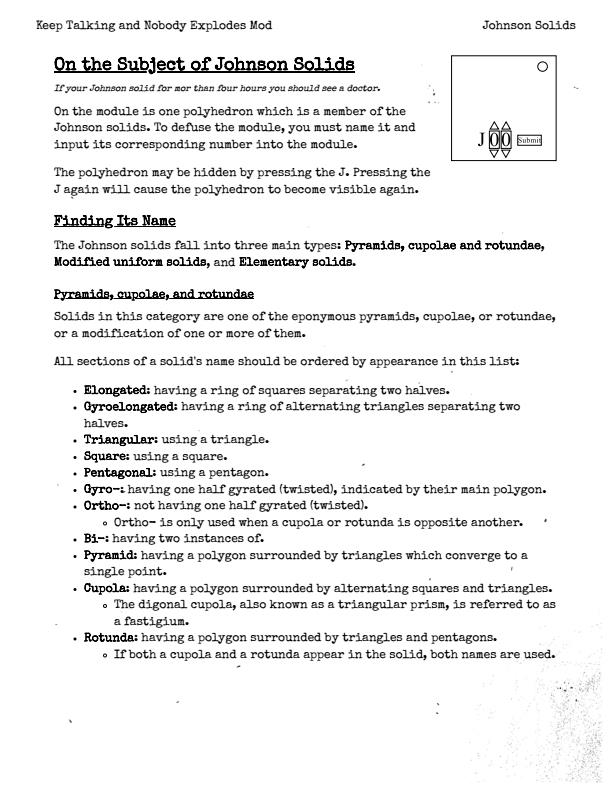 Keep Talking and Nobody Explodes Mod
Johnson Solids
On the Subject of Johnson Solids
If your Johnson solid for mor than four hours you should see a doctor.
On the module is one polyhedron which is a member of the
Johnson solids. To defuse the module, you must name it and
input its corresponding number into the module.
J 0 0 Submit
The polyhedron may be hidden by pressing the J. Pressing the
J again will cause the polyhedron to become visible again.
Finding Its Name
The Johnson solids fall into three main types: Pyramids, cupolae and rotundae,
Modified uniform solids, and Elementary solids.
Pyramids, cupolae, and rotundae
Solids in this category are one of the eponymous pyramids, cupolae, or rotundae,
or a modification of one or more of them.
All sections of a solid's name should be ordered by appearance in this list:
• Elongated: having a ring of squares separating two halves.
• Gyroelongated: having a ring of alternating triangles separating two
halves.
• Triangular: using a triangle.
• Square: using a square.
• Pentagonal: using a pentagon.
• Gyro-: having one half gyrated (twisted), indicated by their main polygon.
• Ortho-: not having one half gyrated (twisted).
◦ Ortho- is only used when a cupola or rotunda is opposite another.
• Bi-: having two instances of.
• Pyramid: having a polygon surrounded by triangles which converge to a
single point.
• Cupola: having a polygon surrounded by alternating squares and triangles.
◦ The digonal cupola, also known as a triangular prism, is referred to as
a fastigium.
• Rotunda: having a polygon surrounded by triangles and pentagons.
◦ If both a cupola and a rotunda appear in the solid, both names are used.